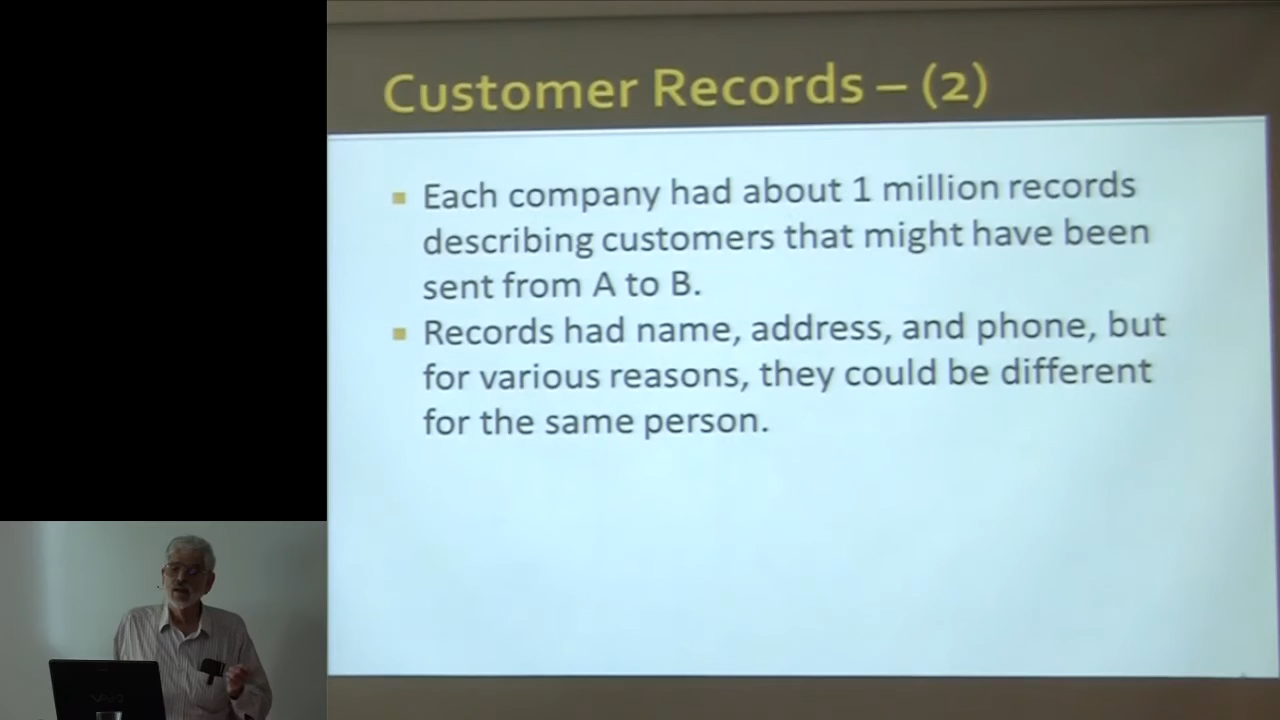 Customer Records – (2)
Each company had about 1 million records
describing customers that might have been
sent from A to B.
Records had name, address, and phone, but
for various reasons, they could be different
for the same person.
VAIO